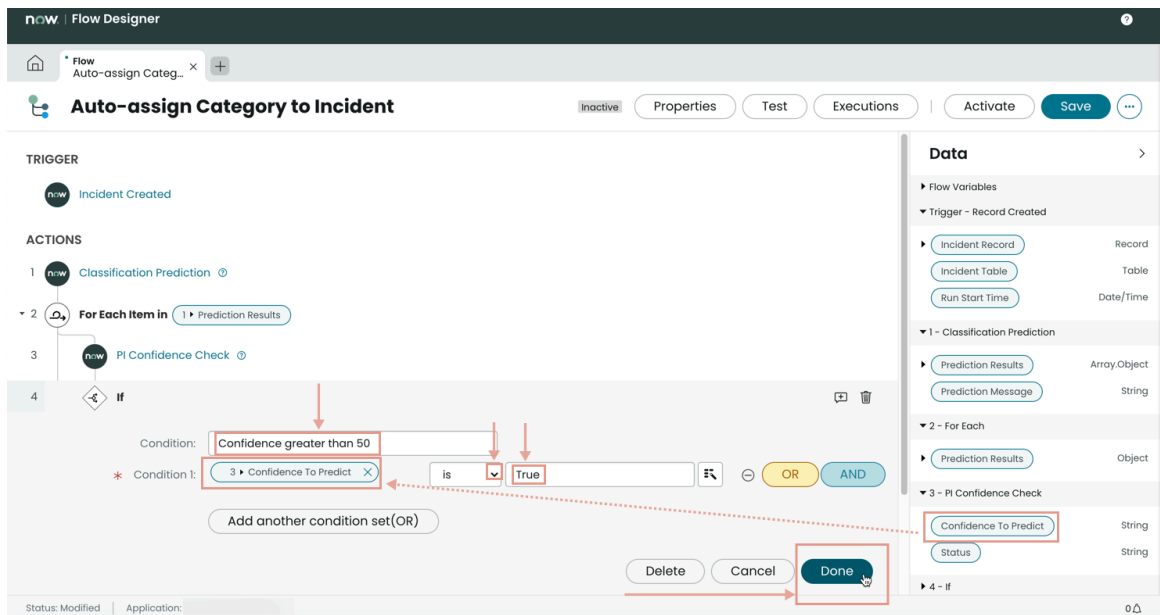 now. | Flow Designer
Flow
Auto-assign Categ...
Auto-assign Category to Incident
Inactive
Properties
Test
Executions
Activate
Save
TRIGGER
now
Incident Created
ACTIONS
1 now Classification Prediction
2 For Each Item in 1 ▸ Prediction Results
3 now PI Confidence Check
4 If
Condition: Confidence greater than 50
* Condition 1: 3 ▸ Confidence To Predict is True OR AND
Add another condition set(OR)
Delete Cancel Done
Data
Flow Variables
Trigger - Record Created
Incident Record Record
Incident Table Table
Run Start Time Date/Time
1 - Classification Prediction
Prediction Results Array.Object
Prediction Message String
2 - For Each
Prediction Results Object
3 - PI Confidence Check
Confidence To Predict String
Status String
4 - If
Status: Modified | Application:
0